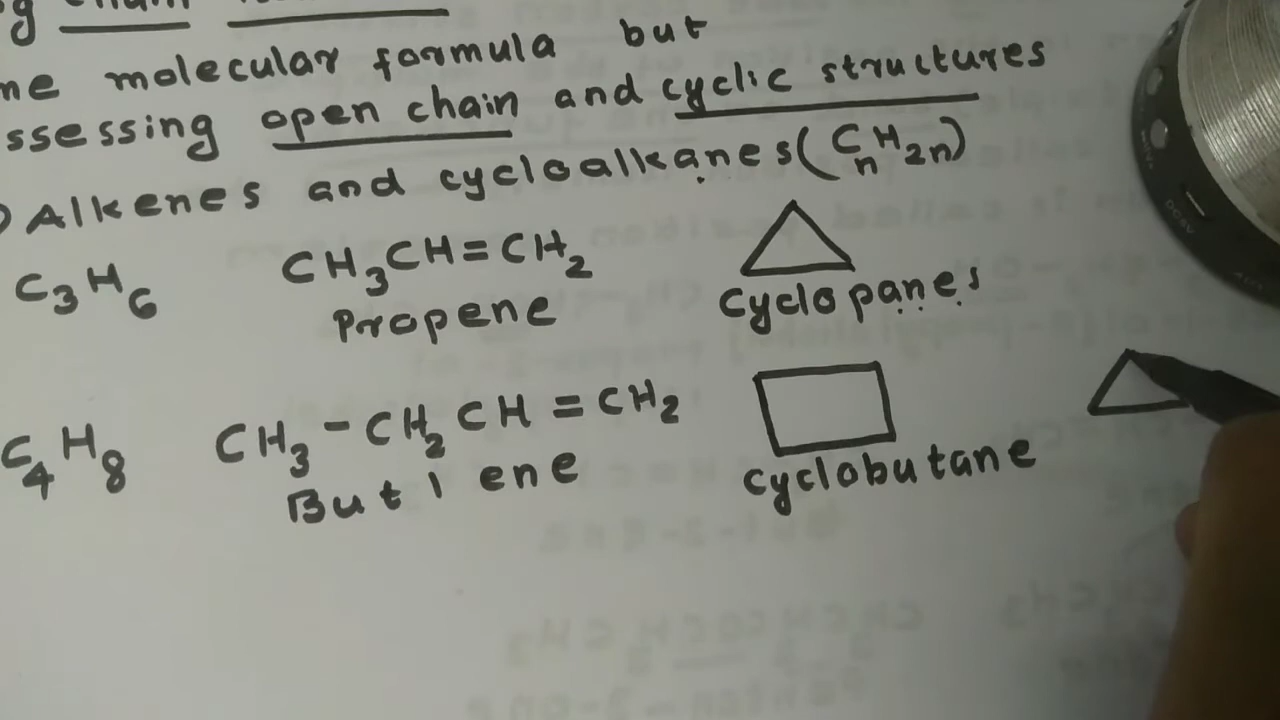 me molecular formula but
ssessing open chain and cyclic structures
Alkenes and cycloalkanes(CnH2n)
C3H6 CH3CH=CH2
Propene cyclopanes
C4H8 CH3-CH2CH=CH2
But 1 ene cyclobutane